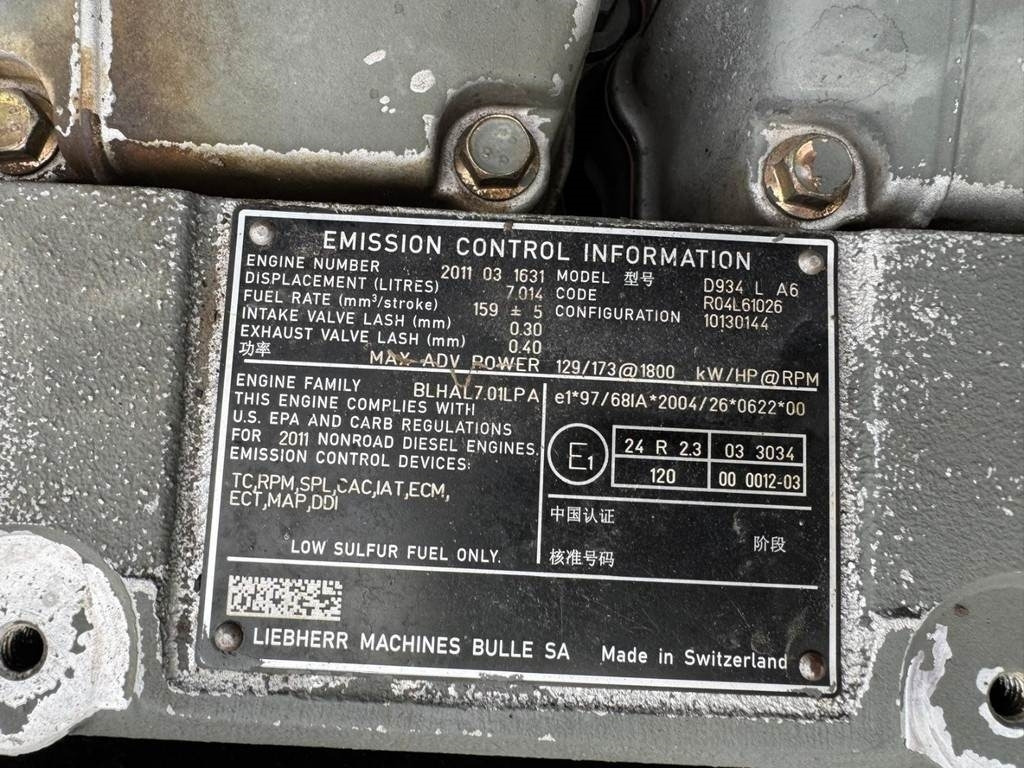 EMISSION CONTROL INFORMATION
ENGINE NUMBER 2011 03 1631 MODEL 型号 D934 L A6
DISPLACEMENT (LITRES) 7.014 CODE R04L61026
FUEL RATE (mm³/stroke) 159 ± 5 CONFIGURATION 10130144
INTAKE VALVE LASH (mm) 0.30
EXHAUST VALVE LASH (mm) 0.40
功率 MAX ADV POWER 129/173@1800 kW/HP@RPM
ENGINE FAMILY BLHAL7.01LPA
THIS ENGINE COMPLIES WITH
U.S. EPA AND CARB REGULATIONS
FOR 2011 NONROAD DIESEL ENGINES.
EMISSION CONTROL DEVICES:
TC,RPM,SPL,CAC,IAT,ECM,
ECT,MAP,DDI
LOW SULFUR FUEL ONLY.
e1*97/68IA*2004/26*0622*00
E1
24 R 2.3 03 3034
120 00 0012-03
中国认证
阶段
核准号码
LIEBHERR MACHINES BULLE SA Made in Switzerland